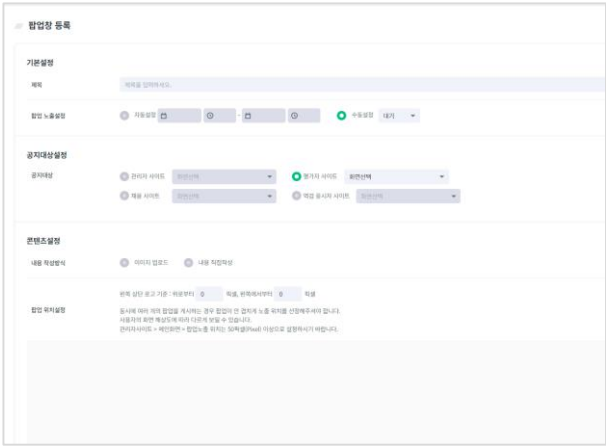 팝업창 등록
기본설정
제목
제목을 입력하세요.
팝업 노출설정 자동설정 - 수동설정 대기
공지대상설정
공지대상 관리자 사이트 화면선택 평가자 사이트 화면선택
채용 사이트 화면선택 역검 응시자 사이트 화면선택
콘텐츠설정
내용 작성방식 이미지 업로드 내용 직접작성
왼쪽 상단 로고 기준 : 위로부터 0 픽셀, 왼쪽에서부터 0 픽셀
팝업 위치설정
동시에 여러 개의 팝업을 게시하는 경우 팝업이 안 겹치게 노출 위치를 선정해주셔야 합니다.
사용자의 화면 해상도에 따라 다르게 보일 수 있습니다.
관리자사이트 > 메인화면 > 팝업노출 위치는 50픽셀(Pixel) 이상으로 설정하시기 바랍니다.